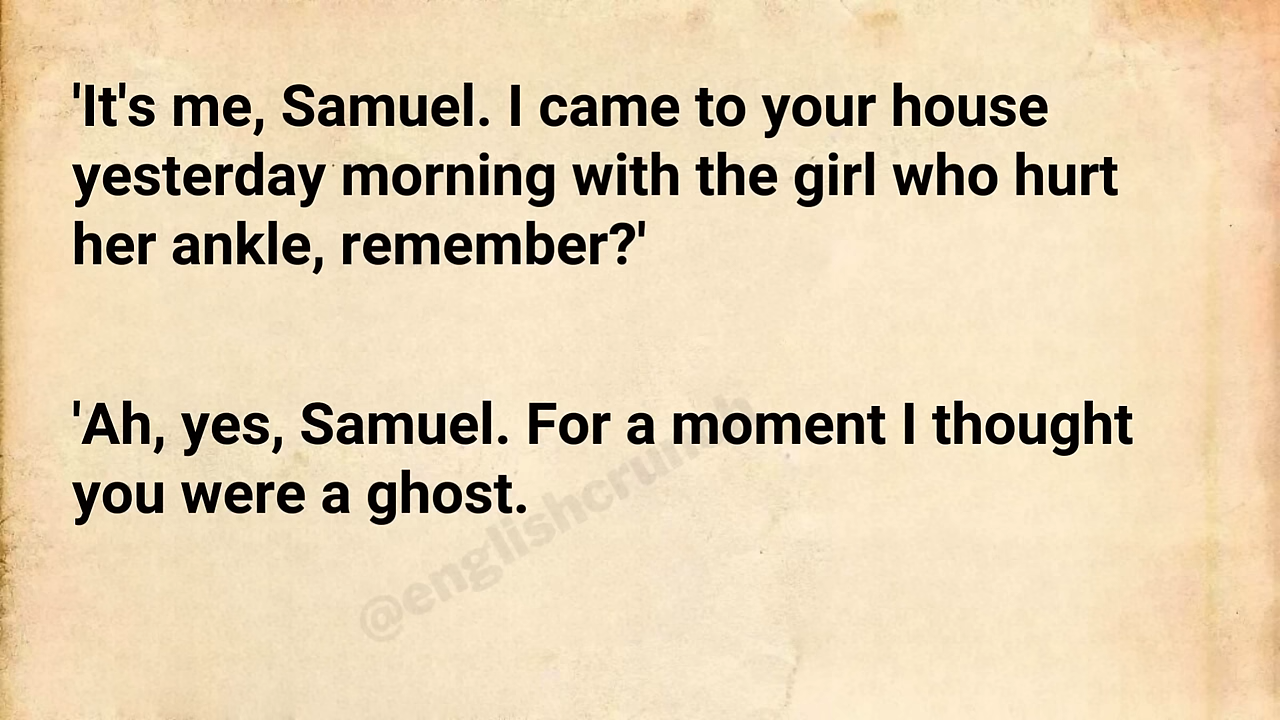 'It's me, Samuel. I came to your house
yesterday morning with the girl who hurt
her ankle, remember?'
'Ah, yes, Samuel. For a moment I thought
you were a ghost.
@englishcrunch